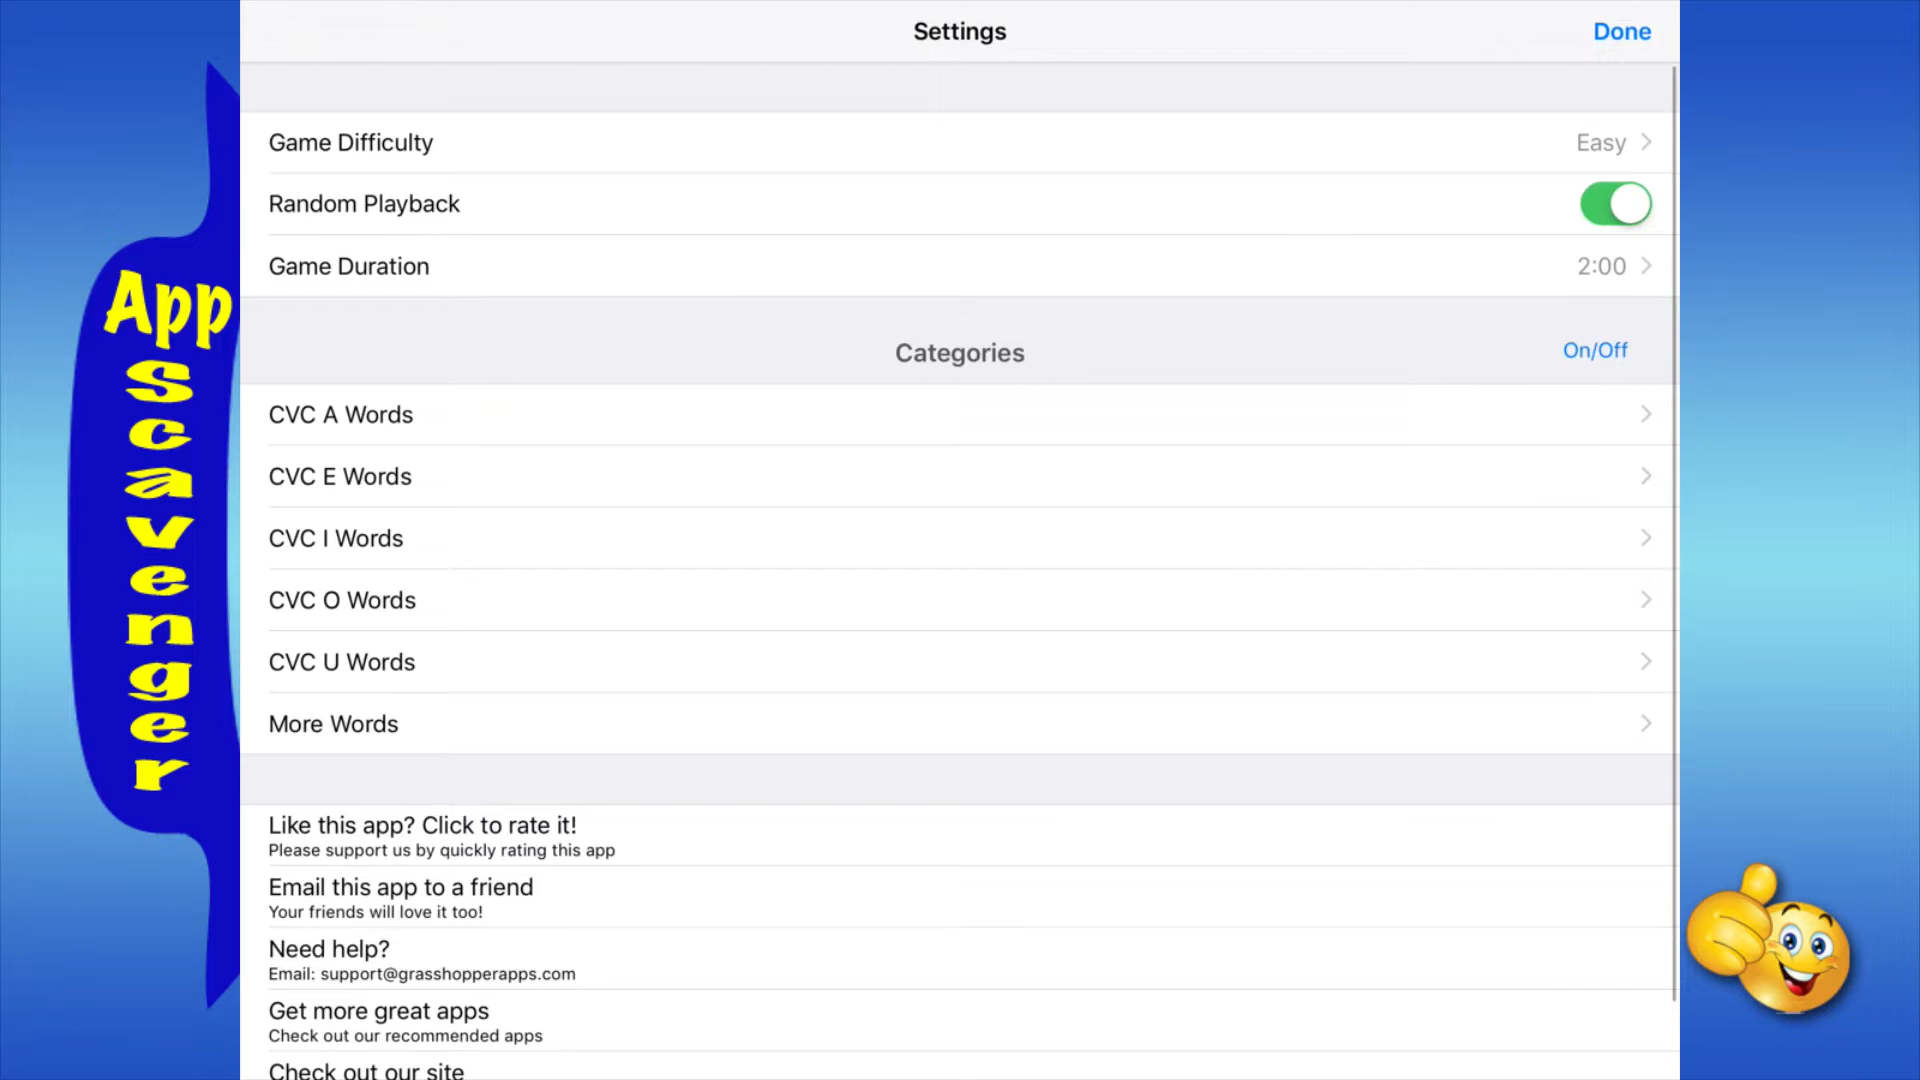 Settings
Done
Game Difficulty
Easy
Random Playback
Game Duration
2:00
Categories
On/Off
CVC A Words
CVC E Words
CVC I Words
CVC O Words
CVC U Words
More Words
Like this app? Click to rate it!
Please support us by quickly rating this app
Email this app to a friend
Your friends will love it too!
Need help?
Email: support@grasshopperapps.com
Get more great apps
Check out our recommended apps
Check out our site
App
Scavenger